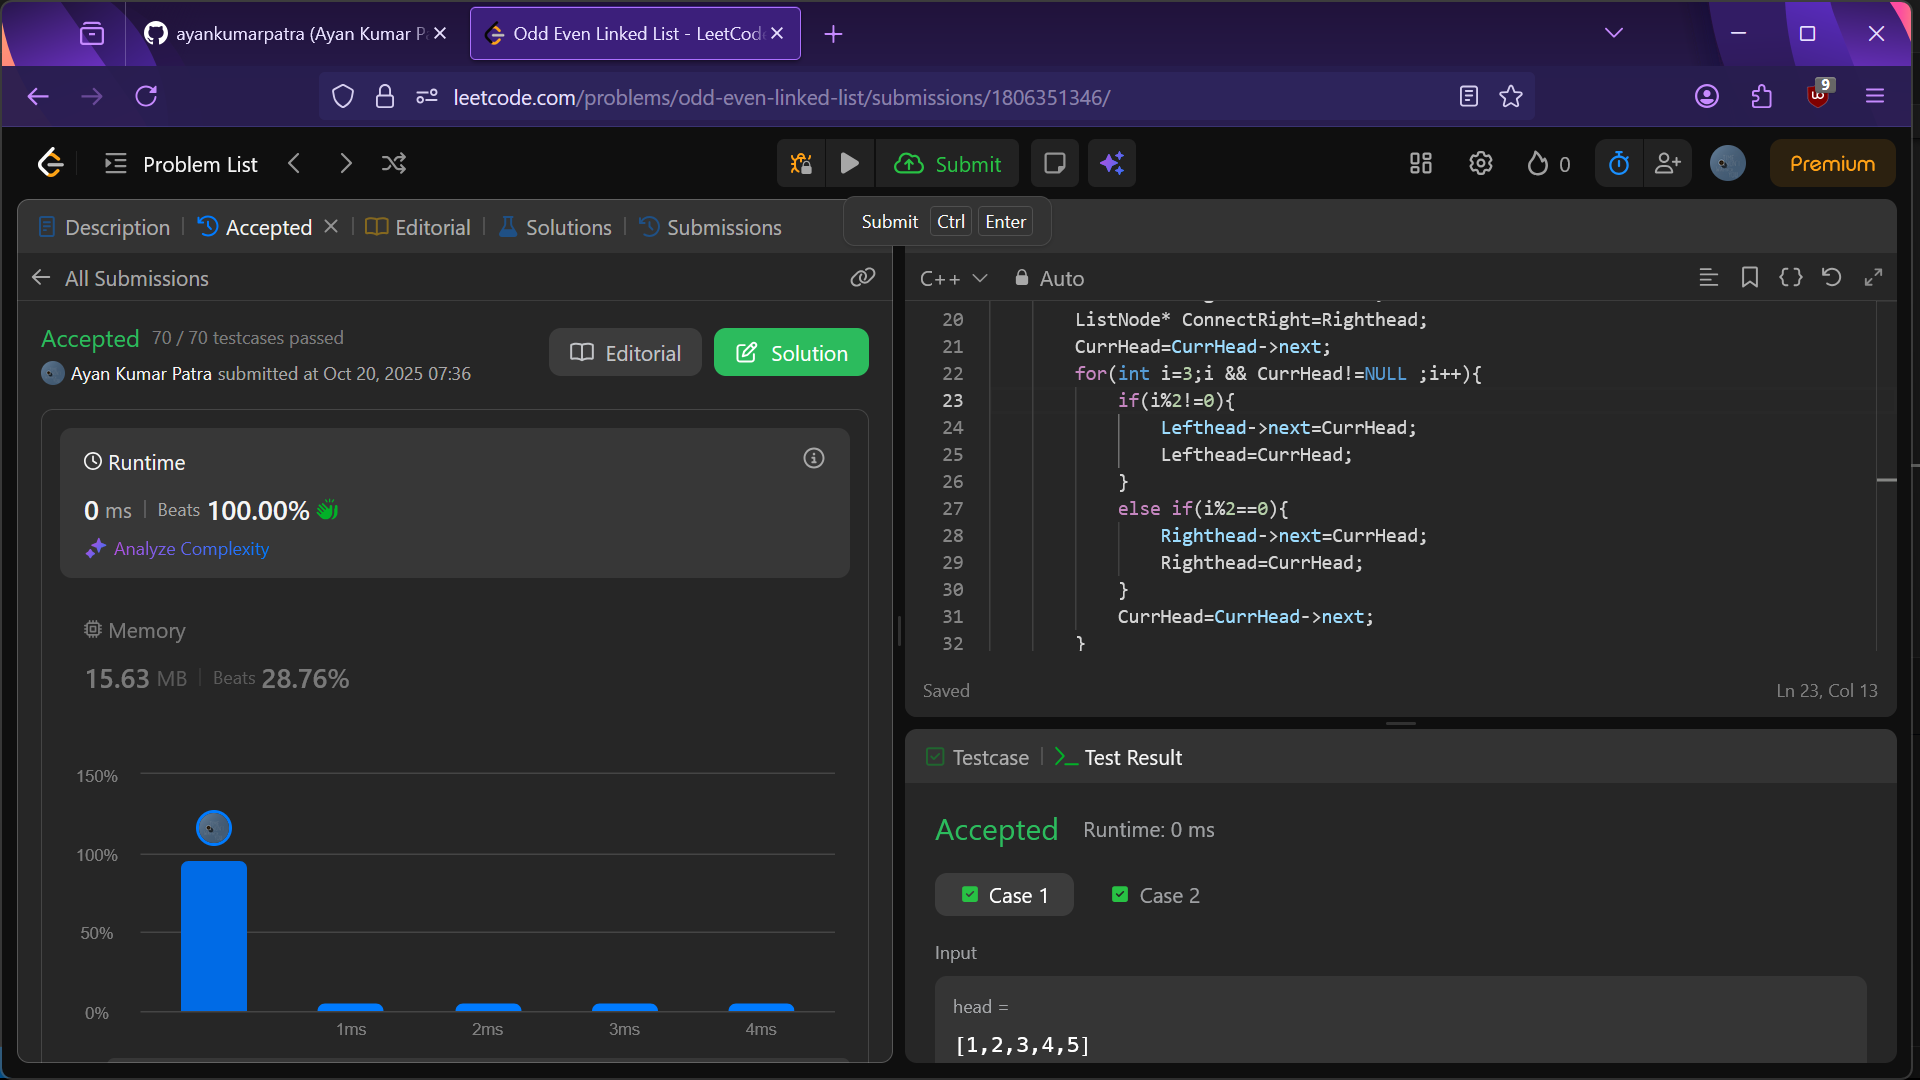 ayankumarpatra (Ayan Kumar P
Odd Even Linked List - LeetCod
leetcode.com/problems/odd-even-linked-list/submissions/1806351346/
9
Problem List
Submit
0
Premium
Description
Accepted
Editorial
Solutions
Submissions
Submit Ctrl Enter
All Submissions
Accepted 70 / 70 testcases passed
Ayan Kumar Patra submitted at Oct 20, 2025 07:36
Editorial
Solution
Runtime
0 ms Beats 100.00%
Analyze Complexity
Memory
15.63 MB Beats 28.76%
150%
100%
50%
0%
1ms 2ms 3ms 4ms
C++ Auto
20 ListNode* ConnectRight=Righthead;
21 CurrHead=CurrHead->next;
22 for(int i=3;i && CurrHead!=NULL ;i++){
23 if(i%2!=0){
24 Lefthead->next=CurrHead;
25 Lefthead=CurrHead;
26 }
27 else if(i%2==0){
28 Righthead->next=CurrHead;
29 Righthead=CurrHead;
30 }
31 CurrHead=CurrHead->next;
32 }
Saved
Ln 23, Col 13
Testcase
Test Result
Accepted Runtime: 0 ms
Case 1
Case 2
Input
head =
[1,2,3,4,5]